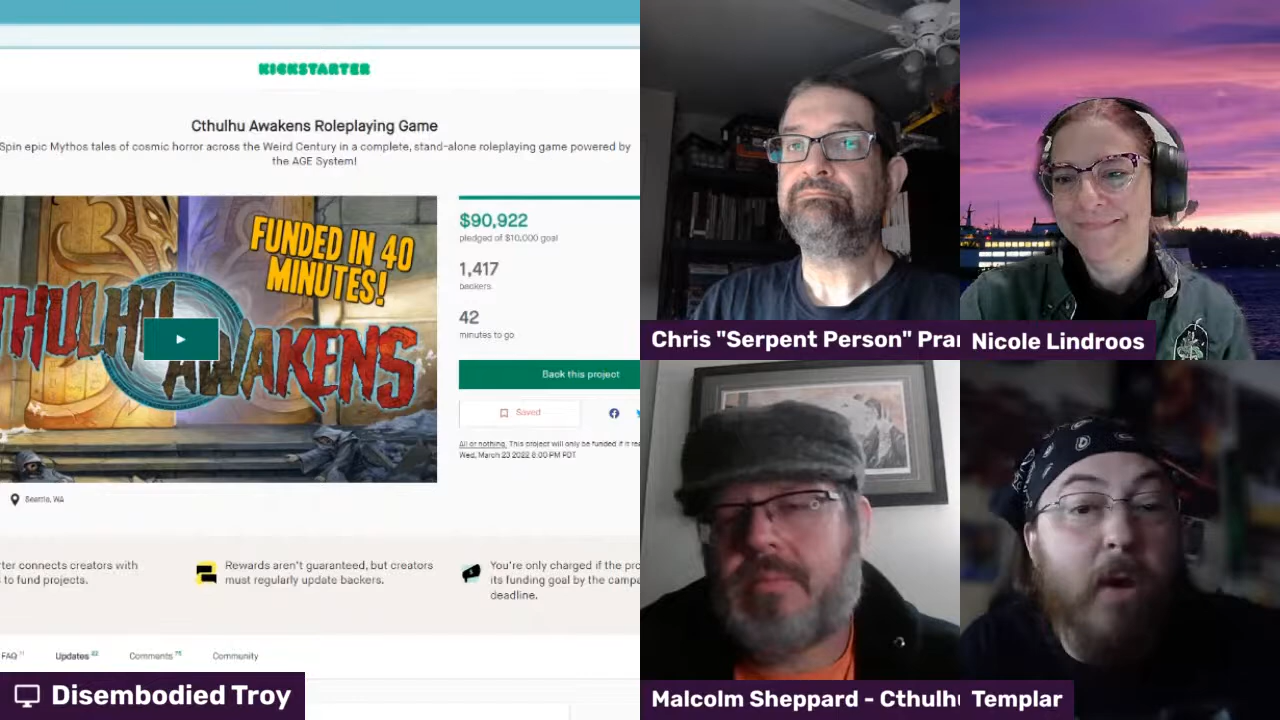 KICKSTARTER
Cthulhu Awakens Roleplaying Game
Spin epic Mythos tales of cosmic horror across the Weird Century in a complete, stand-alone roleplaying game powered by
the AGE System!
FUNDED IN 40
MINUTES!
THULHU
AWAKENS
$90,922
pledged of $10,000 goal
1,417
backers
42
minutes to go
Back this project
Saved
All or nothing. This project will only be funded if it rea
Wed, March 23 2022 8:00 PM PDT
Seattle, WA
rter connects creators with
to fund projects.
Rewards aren't guaranteed, but creators
must regularly update backers.
You're only charged if the pro
its funding goal by the campa
deadline.
FAQ 11
Updates
Comments 75
Community
Disembodied Troy
Chris "Serpent Person" Pra
Nicole Lindroos
Malcolm Sheppard - Cthulh
Templar